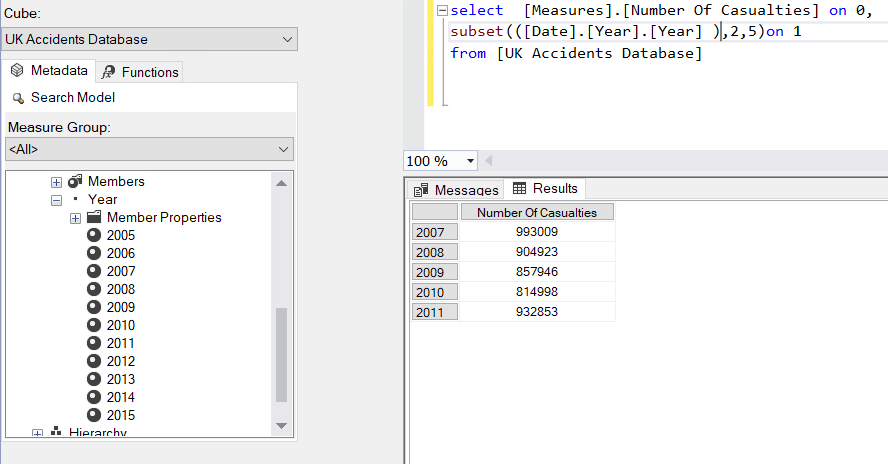 Cube:
UK Accidents Database
Metadata
Functions
Search Model
Measure Group:
<All>
Members
Year
Member Properties
2005
2006
2007
2008
2009
2010
2011
2012
2013
2014
2015
Hierarchy
select [Measures].[Number Of Casualties] on 0,
subset(([Date].[Year].[Year] ),2,5)on 1
from [UK Accidents Database]
100 %
Messages
Results
Number Of Casualties
2007 993009
2008 904923
2009 857946
2010 814998
2011 932853